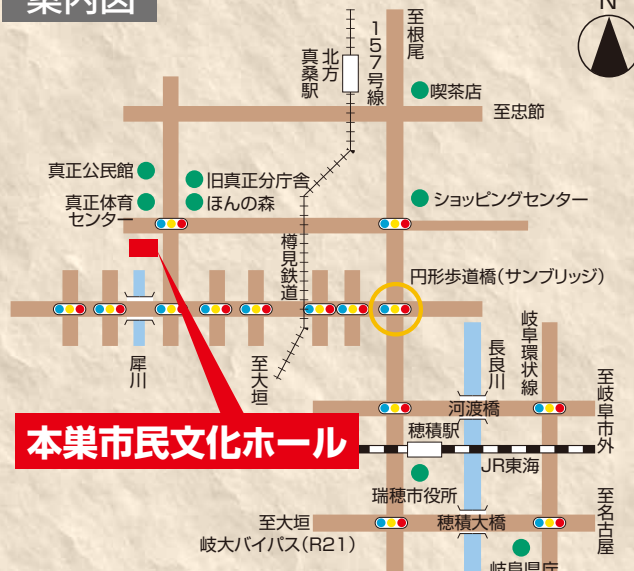 案内図
N
至根尾
157号線
北方
真桑駅
喫茶店
至忠節
真正公民館
旧真正分庁舎
真正体育
センター
ほんの森
ショッピングセンター
樽見鉄道
円形歩道橋(サンブリッジ)
犀川
至大垣
長良川
岐阜環状線
至岐阜市外
河渡橋
本巣市民文化ホール
穂積駅
JR東海
瑞穂市役所
至名古屋
至大垣
穂積大橋
岐大バイパス(R21)
岐阜県庁